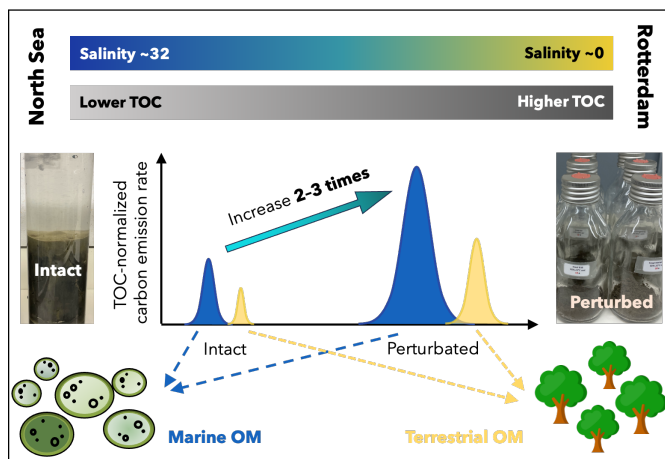 North Sea
Salinity ~32
Salinity ~0
Rotterdam
Lower TOC
Higher TOC
Intact
TOC-normalized
carbon emission rate
Increase 2–3 times
Perturbed
Intact
Perturbated
Marine OM
Terrestrial OM